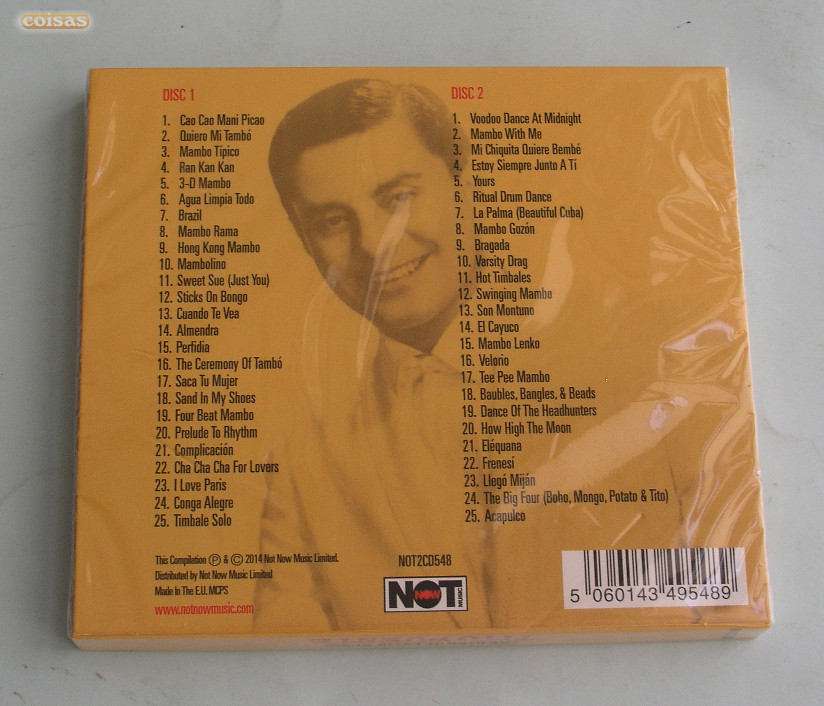 coisas
DISC 1
1. Cao Cao Mani Picao
2. Quiero Mi Tambó
3. Mambo Típico
4. Ran Kan Kan
5. 3-D Mambo
6. Agua Limpia Todo
7. Brazil
8. Mambo Rama
9. Hong Kong Mambo
10. Mambolino
11. Sweet Sue (Just You)
12. Sticks On Bongo
13. Cuando Te Vea
14. Almendra
15. Perfidia
16. The Ceremony Of Tambó
17. Saca Tu Mujer
18. Sand In My Shoes
19. Four Beat Mambo
20. Prelude To Rhythm
21. Complicación
22. Cha Cha Cha For Lovers
23. I Love Paris
24. Conga Alegre
25. Timbale Solo
DISC 2
1. Voodoo Dance At Midnight
2. Mambo With Me
3. Mi Chiquita Quiere Bembé
4. Estoy Siempre Junto A Tí
5. Yours
6. Ritual Drum Dance
7. La Palma (Beautiful Cuba)
8. Mambo Gozón
9. Bragada
10. Varsity Drag
11. Hot Timbales
12. Swinging Mambo
13. Son Montuno
14. El Cayuco
15. Mambo Lenko
16. Velorio
17. Tee Pee Mambo
18. Baubles, Bangles, & Beads
19. Dance Of The Headhunters
20. How High The Moon
21. Eléquana
22. Frenesí
23. Llegó Miján
24. The Big Four (Boho, Mongo, Potato & Tito)
25. Acapulco
This Compilation ℗ & © 2014 Not Now Music Limited.
Distributed by Not Now Music Limited
Made In The E.U. MCPS
www.notnowmusic.com
NOT2CD548
NOT NOW MUSIC
5 060143 495489